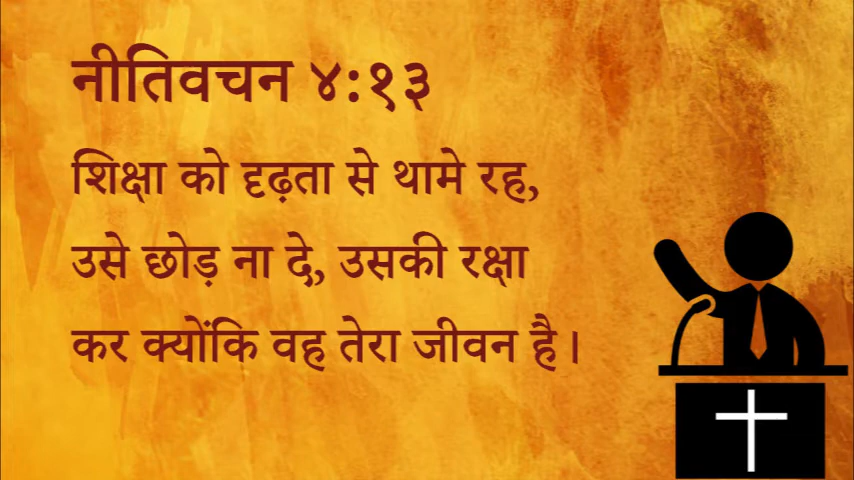 नीतिवचन ४:१३
शिक्षा को दृढ़ता से थामे रह,
उसे छोड़ ना दे, उसकी रक्षा
कर क्योंकि वह तेरा जीवन है।